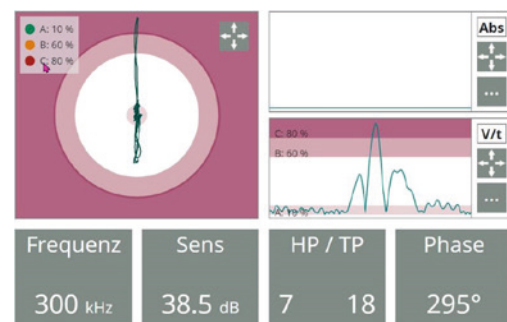 A: 10 %
B: 60 %
C: 80 %
Abs
...
C: 80 %
B: 60 %
A: 10 %
V/t
...
Frequenz
300 kHz
Sens
38.5 dB
HP / TP
7 18
Phase
295°